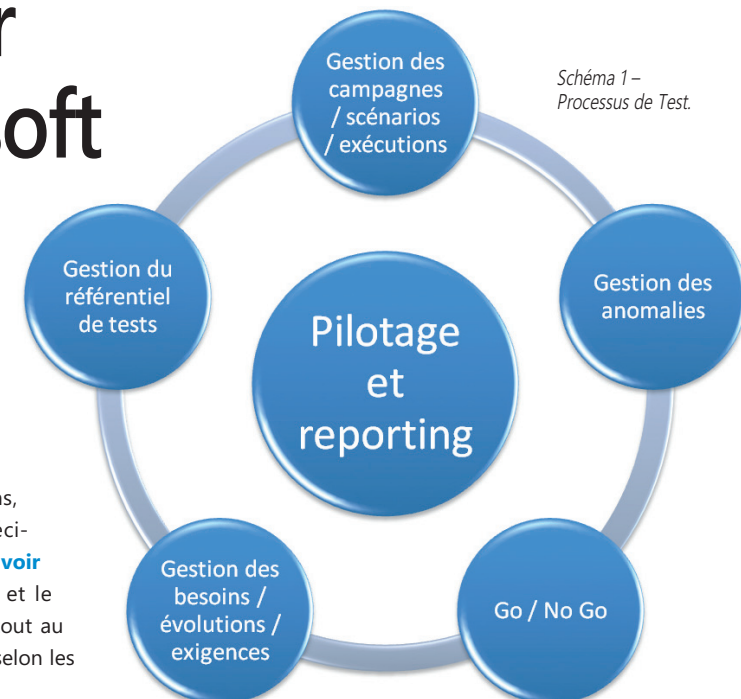 r
soft
Schéma 1 –
Processus de Test.
Gestion des
campagnes
/ scénarios
/ exécutions
Gestion du
référentiel
de tests
Gestion des
anomalies
Pilotage
et
reporting
Gestion des
besoins /
évolutions /
exigences
Go / No Go
ns,
eci-
voir
et le
out au
selon les